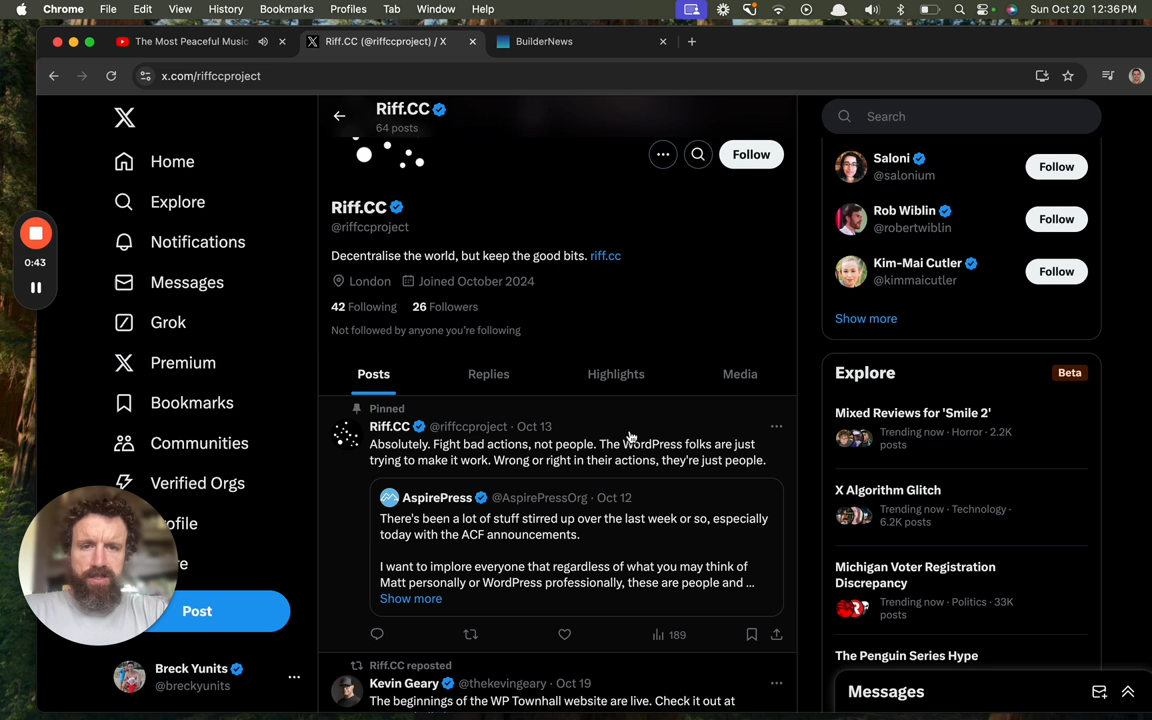 Chrome File Edit View History Bookmarks Profiles Tab Window Help Sun Oct 20 12:36 PM
The Most Peaceful Music
Riff.CC (@riffccproject) / X
BuilderNews
x.com/riffccproject
Riff.CC
64 posts
Follow
Riff.CC
@riffccproject
Decentralise the world, but keep the good bits. riff.cc
London Joined October 2024
42 Following 26 Followers
Not followed by anyone you're following
Posts Replies Highlights Media
Pinned
Riff.CC @riffccproject · Oct 13
Absolutely. Fight bad actions, not people. The WordPress folks are just
trying to make it work. Wrong or right in their actions, they're just people.
AspirePress @AspirePressOrg · Oct 12
There's been a lot of stuff stirred up over the last week or so, especially
today with the ACF announcements.
I want to implore everyone that regardless of what you may think of
Matt personally or WordPress professionally, these are people and ...
Show more
189
Riff.CC reposted
Kevin Geary @thekevingeary · Oct 19
The beginnings of the WP Townhall website are live. Check it out at
Home
Explore
Notifications
Messages
Grok
Premium
Bookmarks
Communities
Verified Orgs
Post
Breck Yunits
@breckyunits
0:43
Search
Saloni
@salonium
Follow
Rob Wiblin
@robertwiblin
Follow
Kim-Mai Cutler
@kimmaicutler
Follow
Show more
Explore Beta
Mixed Reviews for 'Smile 2'
Trending now · Horror · 2.2K
posts
X Algorithm Glitch
Trending now · Technology ·
6.2K posts
Michigan Voter Registration
Discrepancy
Trending now · Politics · 33K
posts
The Penguin Series Hype
Messages